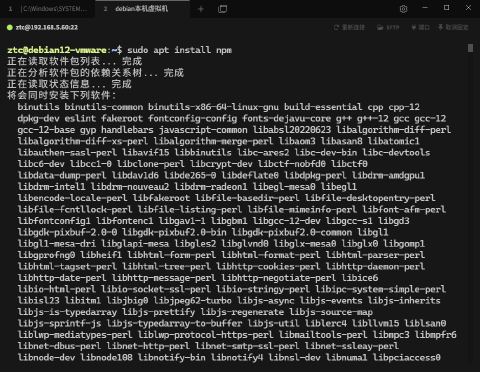 1 C:\Windows\SYSTEM...
2 debian本机虚拟机
ztc@192.168.5.60:22 重新连接 SFTP 端口 取消固定
ztc@debian12-vmware:~$ sudo apt install npm
正在读取软件包列表... 完成
正在分析软件包的依赖关系树... 完成
正在读取状态信息... 完成
将会同时安装下列软件：
binutils binutils-common binutils-x86-64-linux-gnu build-essential cpp cpp-12
dpkg-dev eslint fakeroot fontconfig-config fonts-dejavu-core g++ g++-12 gcc gcc-12
gcc-12-base gyp handlebars javascript-common libabsl20220623 libalgorithm-diff-perl
libalgorithm-diff-xs-perl libalgorithm-merge-perl libaom3 libasan8 libatomic1
libauthen-sasl-perl libavif15 libbinutils libc-ares2 libc-dev-bin libc-devtools
libc6-dev libcc1-0 libclone-perl libcrypt-dev libctf-nobfd0 libctf0
libdata-dump-perl libdav1d6 libde265-0 libdeflate0 libdpkg-perl libdrm-amdgpu1
libdrm-intel1 libdrm-nouveau2 libdrm-radeon1 libegl-mesa0 libegl1
libencode-locale-perl libfakeroot libfile-basedir-perl libfile-desktopentry-perl
libfile-fcntllock-perl libfile-listing-perl libfile-mimeinfo-perl libfont-afm-perl
libfontconfig1 libfontenc1 libgav1-1 libgbm1 libgcc-12-dev libgcc-s1 libgd3
libgdk-pixbuf-2.0-0 libgdk-pixbuf2.0-bin libgdk-pixbuf2.0-common libgl1
libgl1-mesa-dri libglapi-mesa libgles2 libglvnd0 libglx-mesa0 libglx0 libgomp1
libgprofng0 libheif1 libhtml-form-perl libhtml-format-perl libhtml-parser-perl
libhtml-tagset-perl libhtml-tree-perl libhttp-cookies-perl libhttp-daemon-perl
libhttp-date-perl libhttp-message-perl libhttp-negotiate-perl libice6
libio-html-perl libio-socket-ssl-perl libio-stringy-perl libipc-system-simple-perl
libisl23 libitm1 libjbig0 libjpeg62-turbo libjs-async libjs-events libjs-inherits
libjs-is-typedarray libjs-prettify libjs-regenerate libjs-source-map
libjs-sprintf-js libjs-typedarray-to-buffer libjs-util liblerc4 libllvm15 liblsan0
liblwp-mediatypes-perl liblwp-protocol-https-perl libmailtools-perl libmpc3 libmpfr6
libnet-dbus-perl libnet-http-perl libnet-smtp-ssl-perl libnet-ssleay-perl
libnode-dev libnode108 libnotify-bin libnotify4 libnsl-dev libnuma1 libpciaccess0